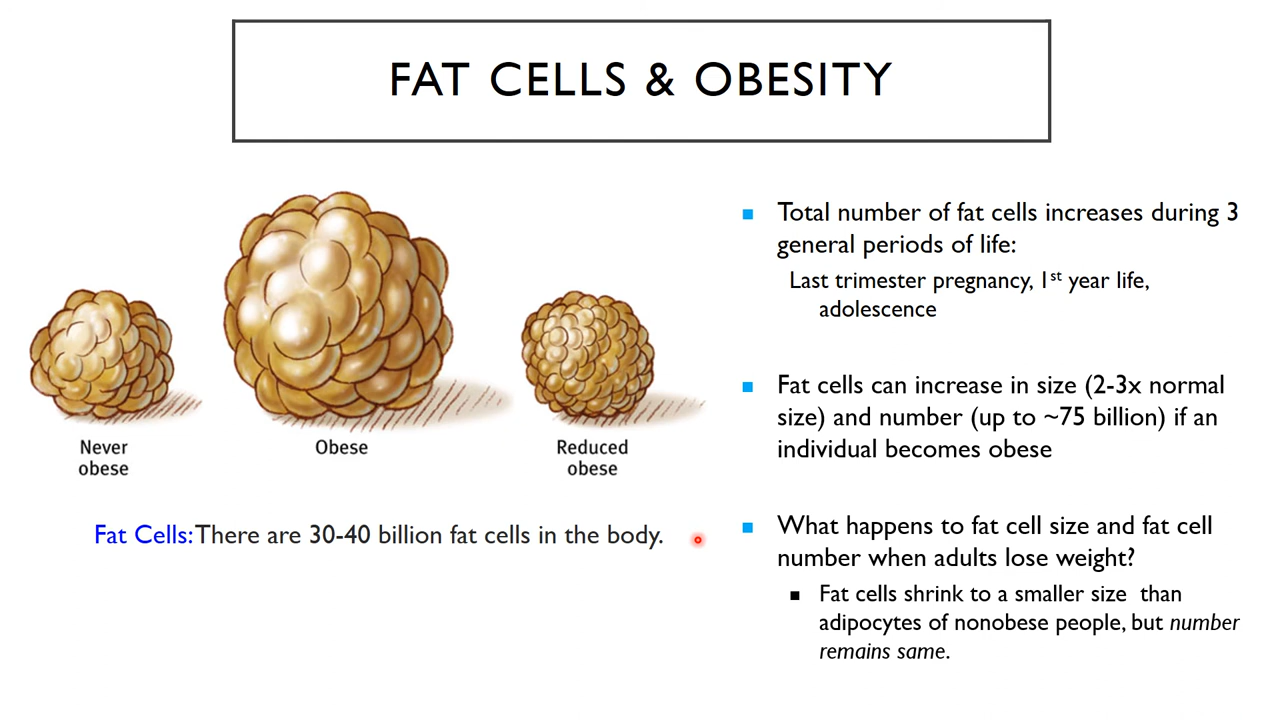 FAT CELLS & OBESITY
Never
obese
Obese
Reduced
obese
Fat Cells: There are 30-40 billion fat cells in the body.
▪ Total number of fat cells increases during 3
general periods of life:
Last trimester pregnancy, 1st year life,
adolescence
▪ Fat cells can increase in size (2-3x normal
size) and number (up to ~75 billion) if an
individual becomes obese
▪ What happens to fat cell size and fat cell
number when adults lose weight?
▪ Fat cells shrink to a smaller size than
adipocytes of nonobese people, but number
remains same.